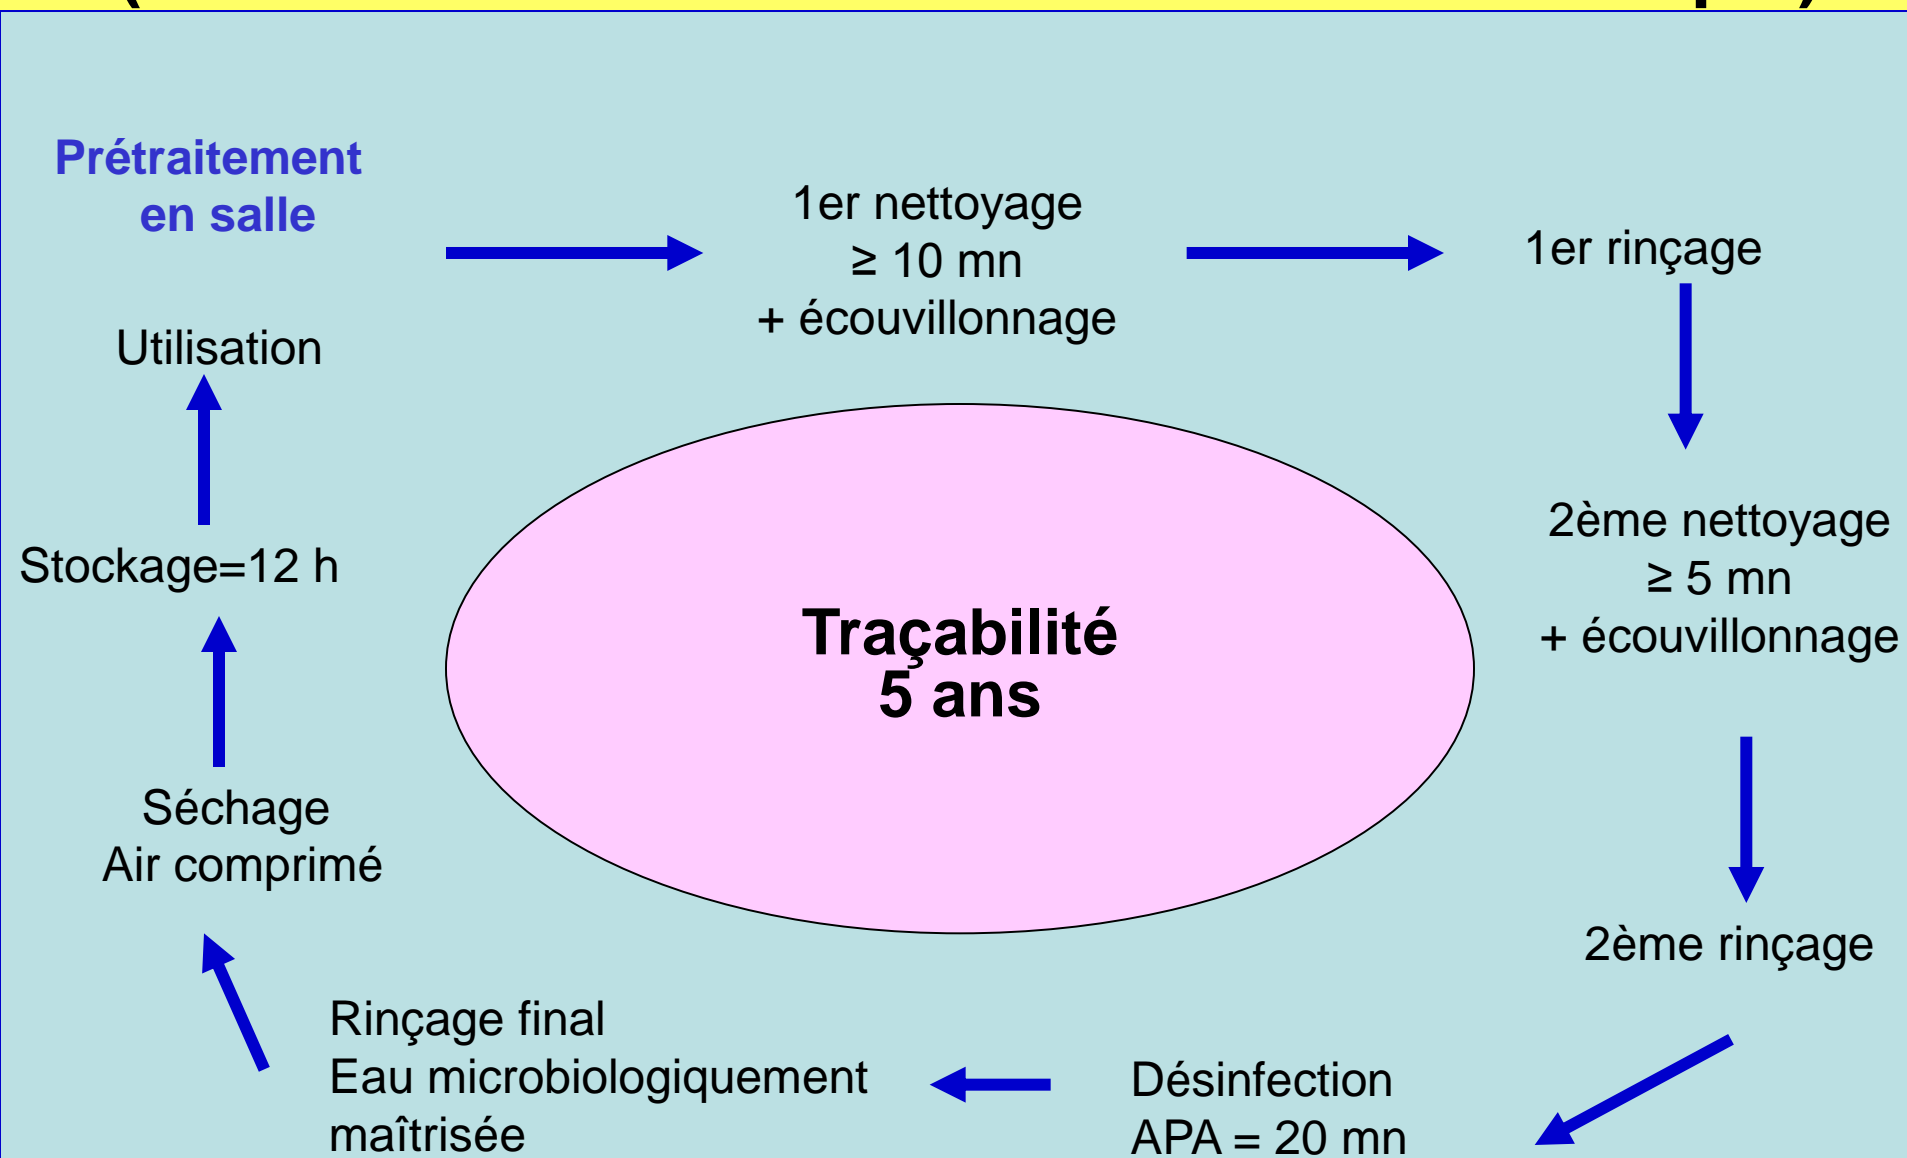 Prétraitement
en salle
1er nettoyage
≥ 10 mn
+ écouvillonnage
1er rinçage
Utilisation
2ème nettoyage
≥ 5 mn
+ écouvillonnage
Stockage=12 h
Traçabilité
5 ans
Séchage
Air comprimé
2ème rinçage
Rinçage final
Eau microbiologiquement
maîtrisée
Désinfection
APA = 20 mn